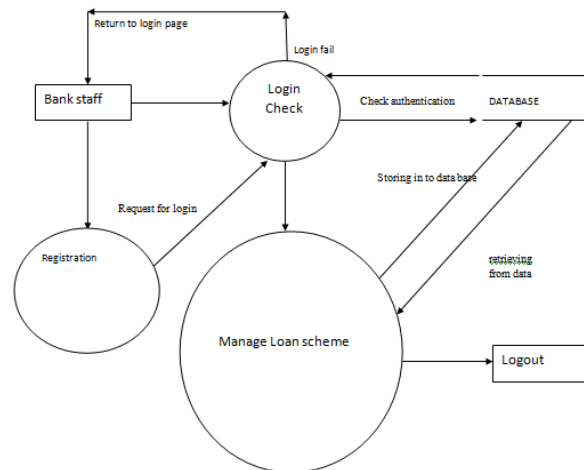 Return to login page
Login fail
Bank staff
Login
Check
Check authentication
DATABASE
Storing in to data base
Request for login
Registration
retrieving
from data
Manage Loan scheme
Logout